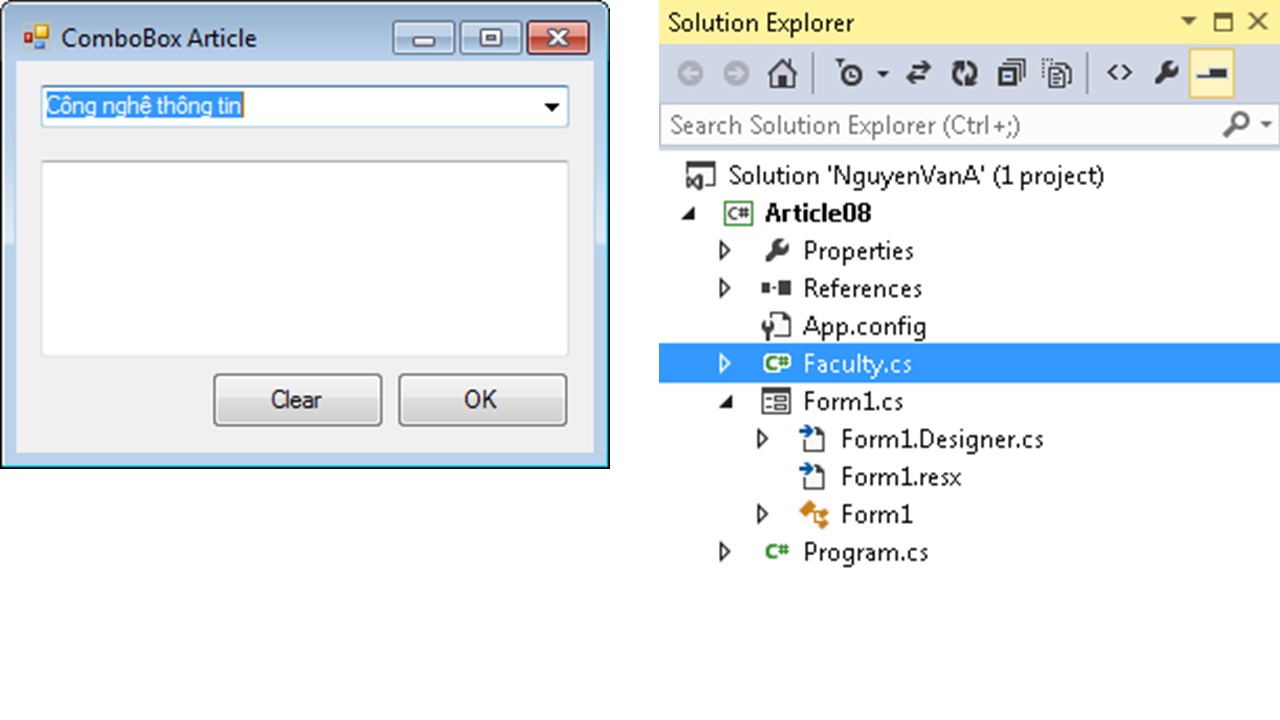 ComboBox Article
Công nghệ thông tin
Clear
OK
Solution Explorer
Search Solution Explorer (Ctrl+;)
Solution 'NguyenVanA' (1 project)
C# Article08
Properties
References
App.config
C# Faculty.cs
Form1.cs
Form1.Designer.cs
Form1.resx
Form1
C# Program.cs